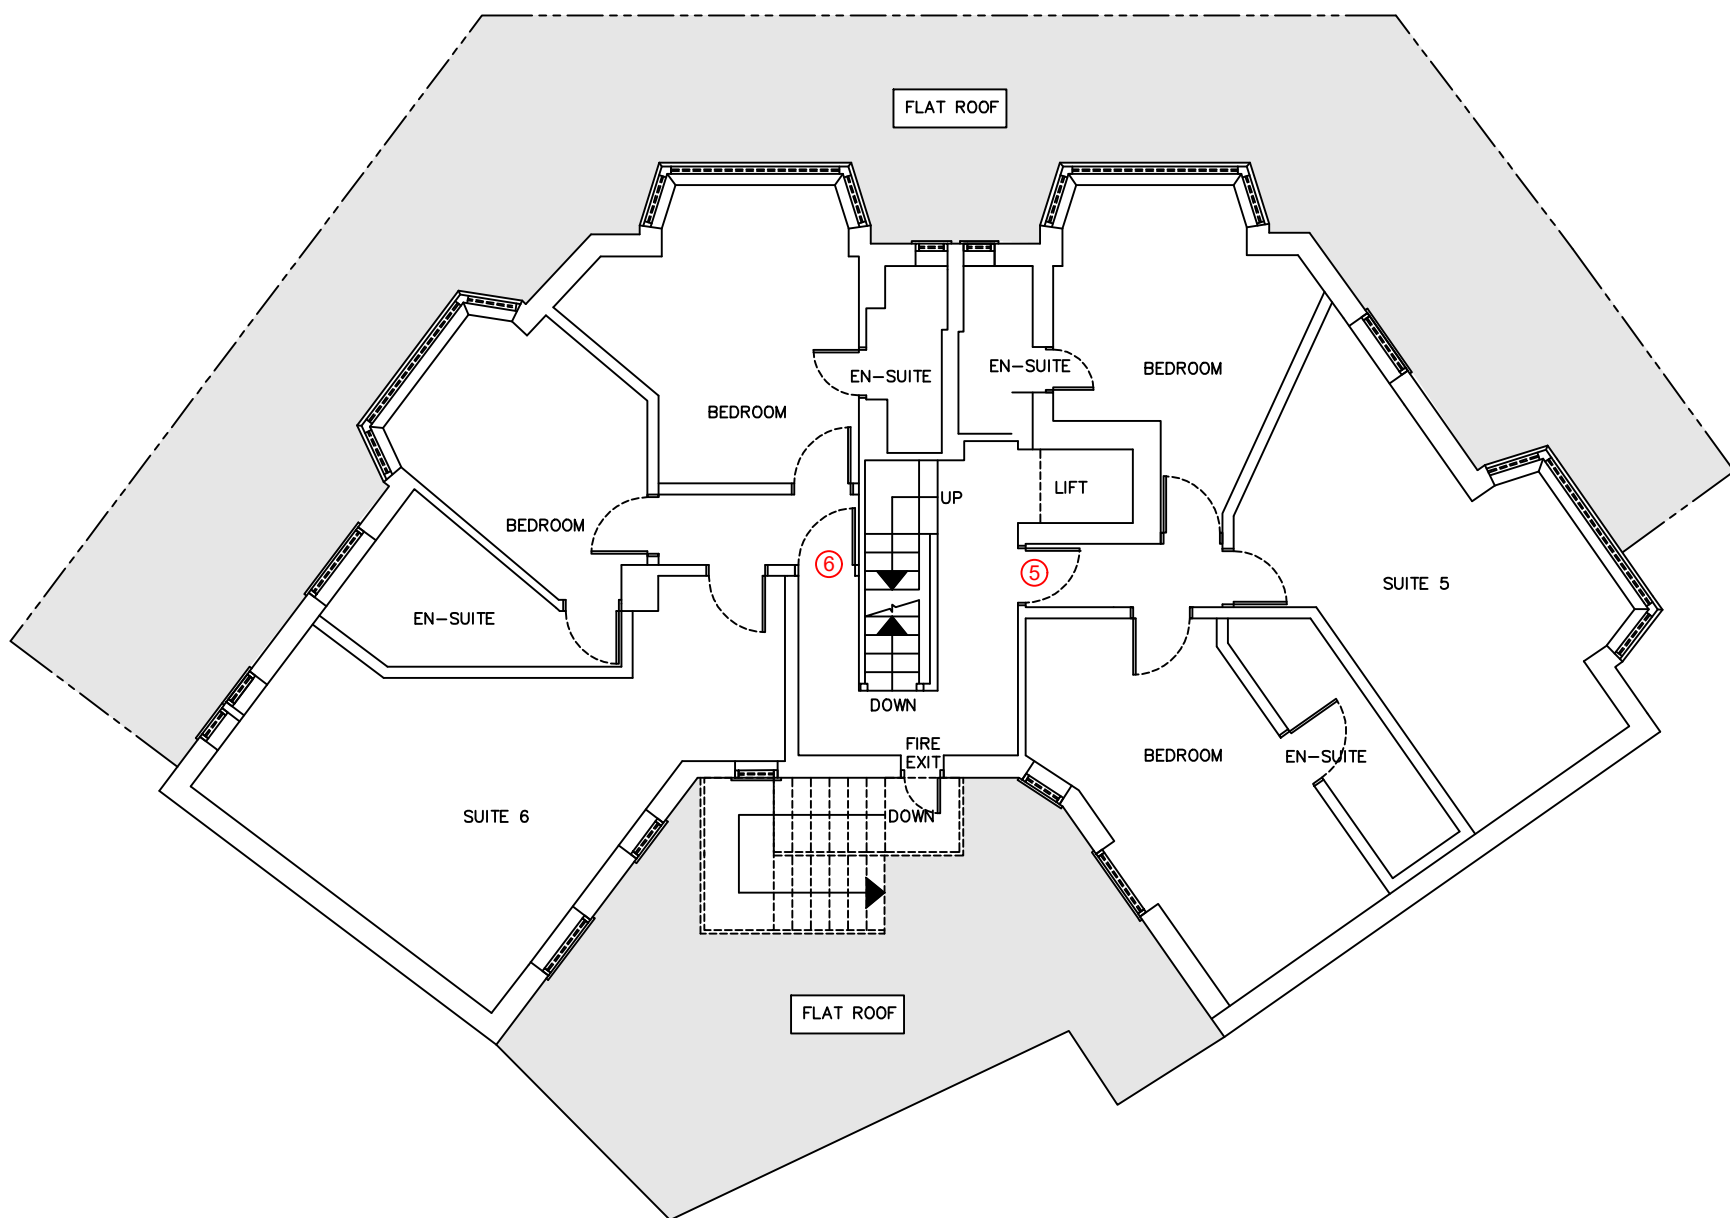 FLAT ROOF
EN-SUITE
EN-SUITE
BEDROOM
BEDROOM
UP
LIFT
BEDROOM
6
5
SUITE 5
EN-SUITE
DOWN
FIRE
EXIT
BEDROOM
EN-SUITE
SUITE 6
DOWN
FLAT ROOF